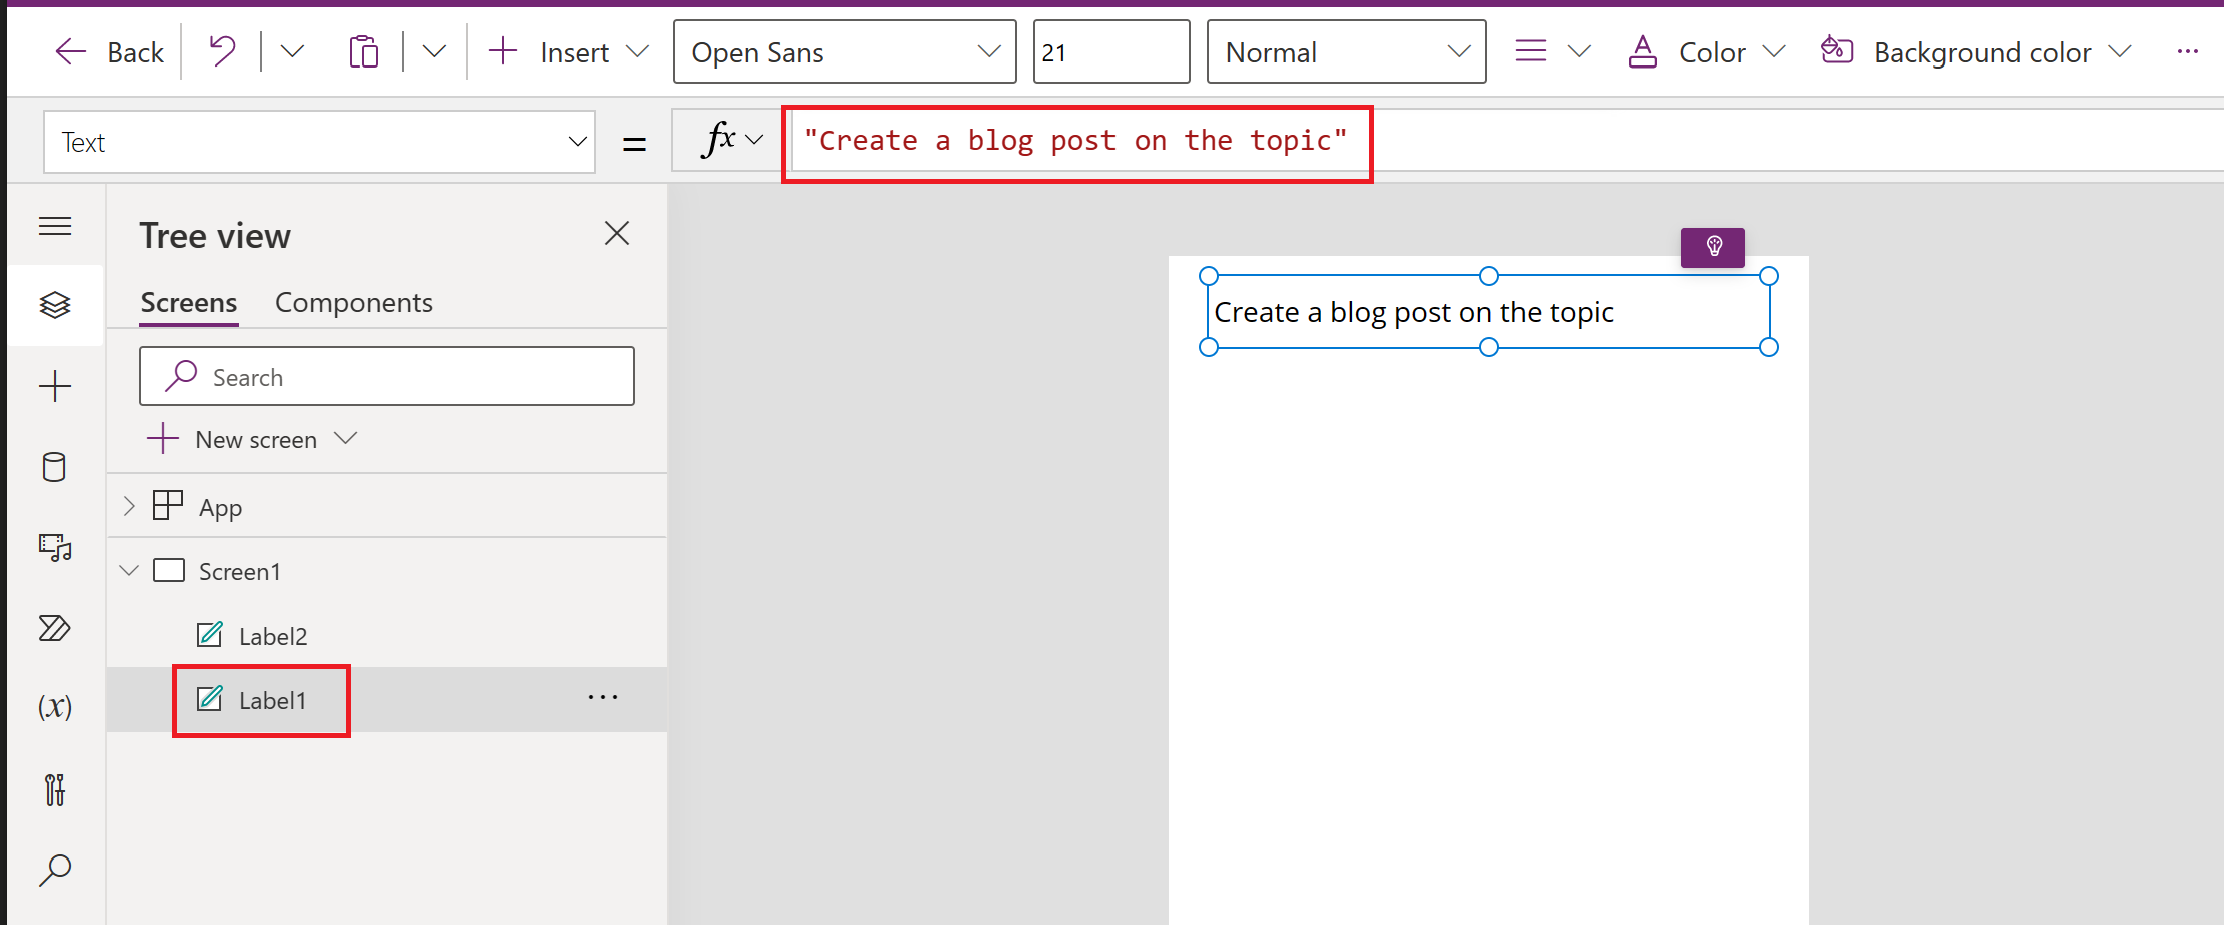 Back
Insert
Open Sans
21
Normal
Color
Background color
...
Text
=
fx
"Create a blog post on the topic"
Tree view
Screens Components
Search
New screen
App
Screen1
Label2
Label1
...
(x)
Create a blog post on the topic